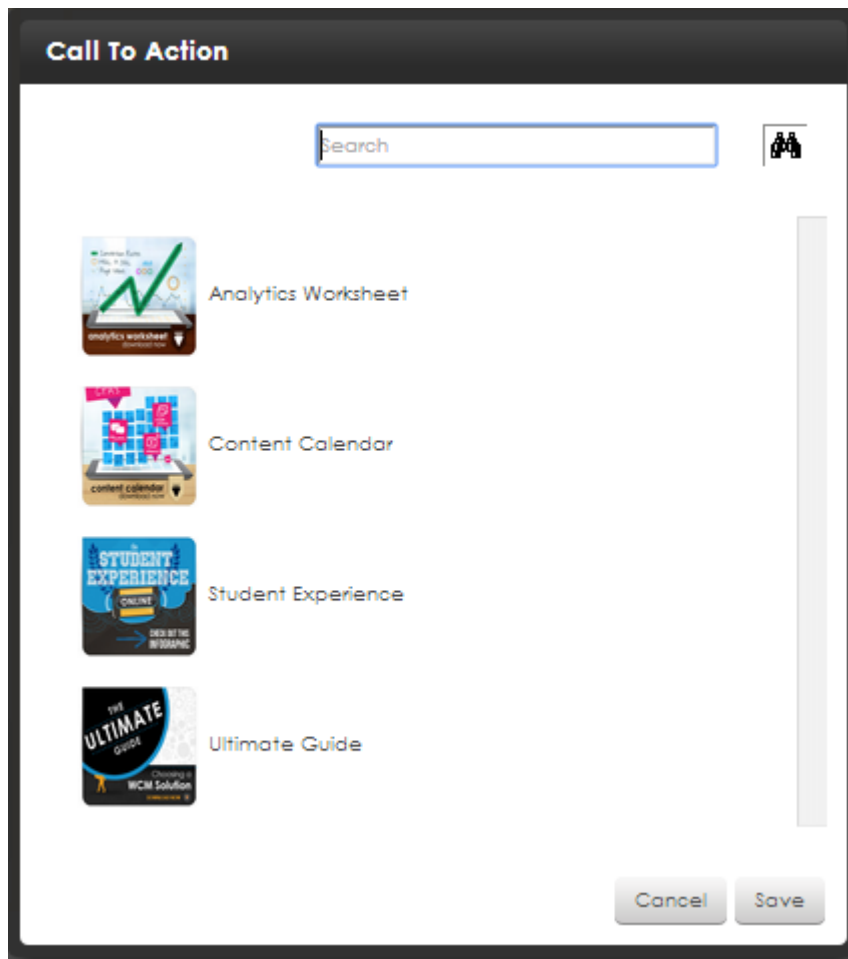 Call To Action
Search
Analytics Worksheet
analytics worksheet
download now
Content Calendar
content calendar
download now
STUDENT
EXPERIENCE
ONLINE
CHECK OUT THIS
INFOGRAPHIC
Student Experience
THE
ULTIMATE
GUIDE
Choosing a
WCM Solution
Ultimate Guide
Cancel
Save